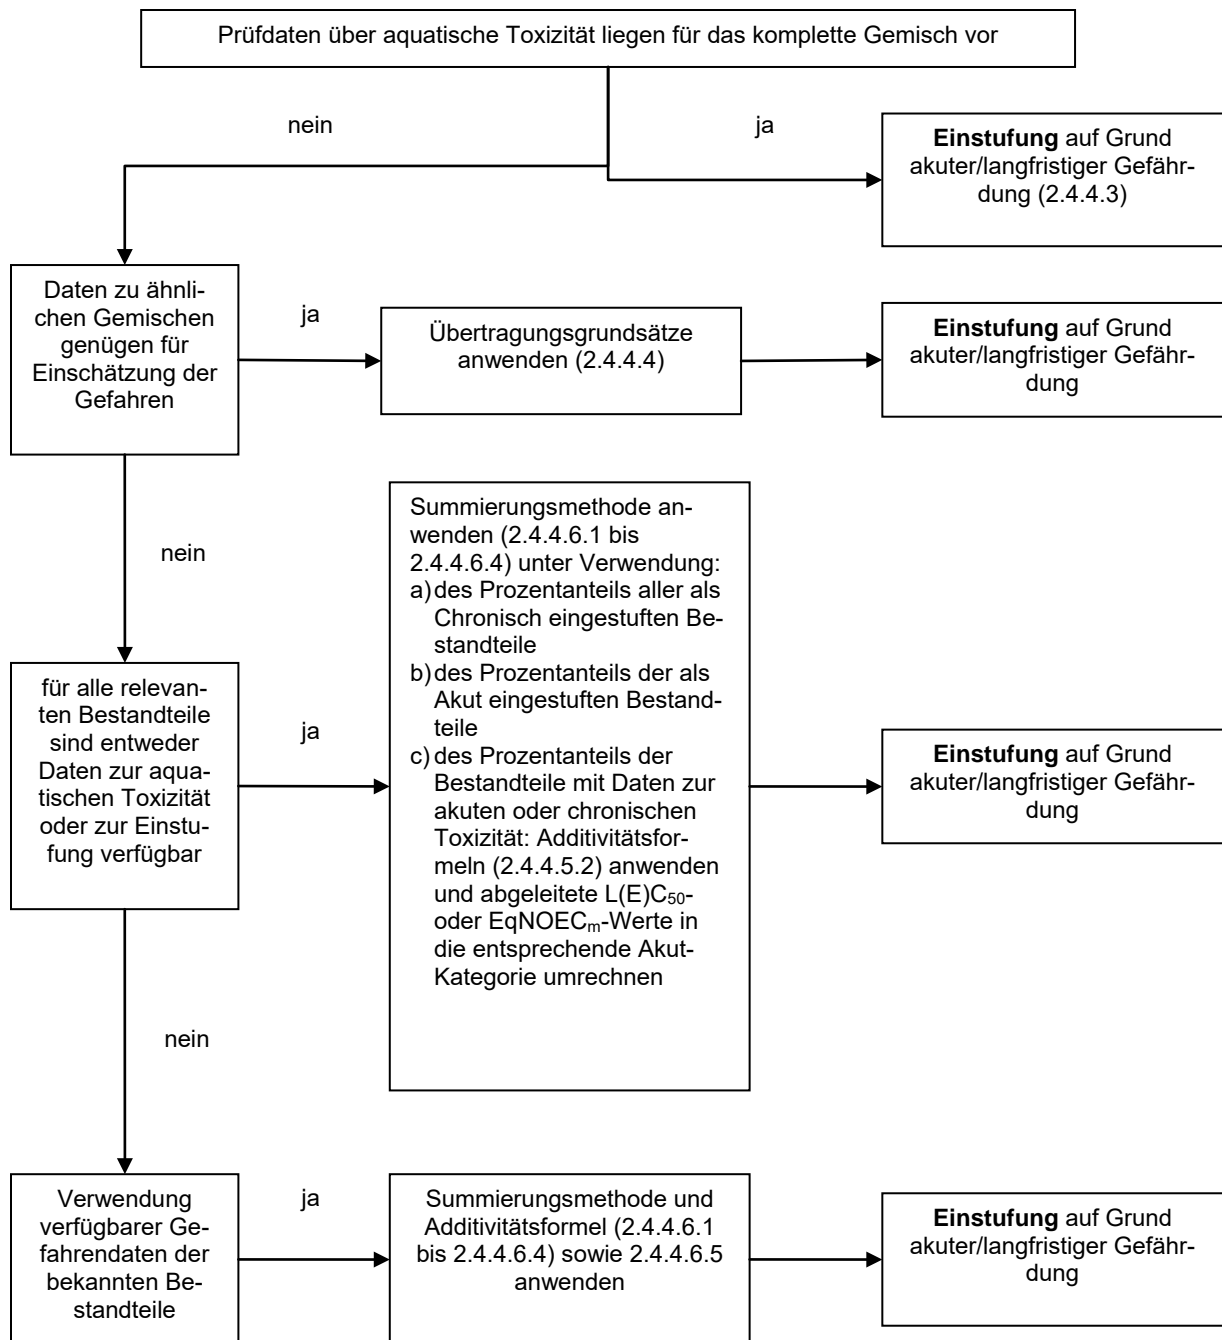 Prüfdaten über aquatische Toxizität liegen für das komplette Gemisch vor
nein
ja
Einstufung auf Grund
akuter/langfristiger Gefähr-
dung (2.4.4.3)
Daten zu ähnli-
chen Gemischen
genügen für
Einschätzung der
Gefahren
ja
Übertragungsgrundsätze
anwenden (2.4.4.4)
Einstufung auf Grund
akuter/langfristiger Gefähr-
dung
nein
für alle relevan-
ten Bestandteile
sind entweder
Daten zur aqua-
tischen Toxizität
oder zur Einstu-
fung verfügbar
ja
Summierungsmethode an-
wenden (2.4.4.6.1 bis
2.4.4.6.4) unter Verwendung:
a) des Prozentanteils aller als
Chronisch eingestuften Be-
standteile
b) des Prozentanteils der als
Akut eingestuften Bestand-
teile
c) des Prozentanteils der
Bestandteile mit Daten zur
akuten oder chronischen
Toxizität: Additivitätsfor-
meln (2.4.4.5.2) anwenden
und abgeleitete L(E)C₅₀-
oder EqNOECₘ-Werte in
die entsprechende Akut-
Kategorie umrechnen
Einstufung auf Grund
akuter/langfristiger Gefähr-
dung
nein
Verwendung
verfügbarer Ge-
fahrendaten der
bekannten Be-
standteile
ja
Summierungsmethode und
Additivitätsformel (2.4.4.6.1
bis 2.4.4.6.4) sowie 2.4.4.6.5
anwenden
Einstufung auf Grund
akuter/langfristiger Gefähr-
dung